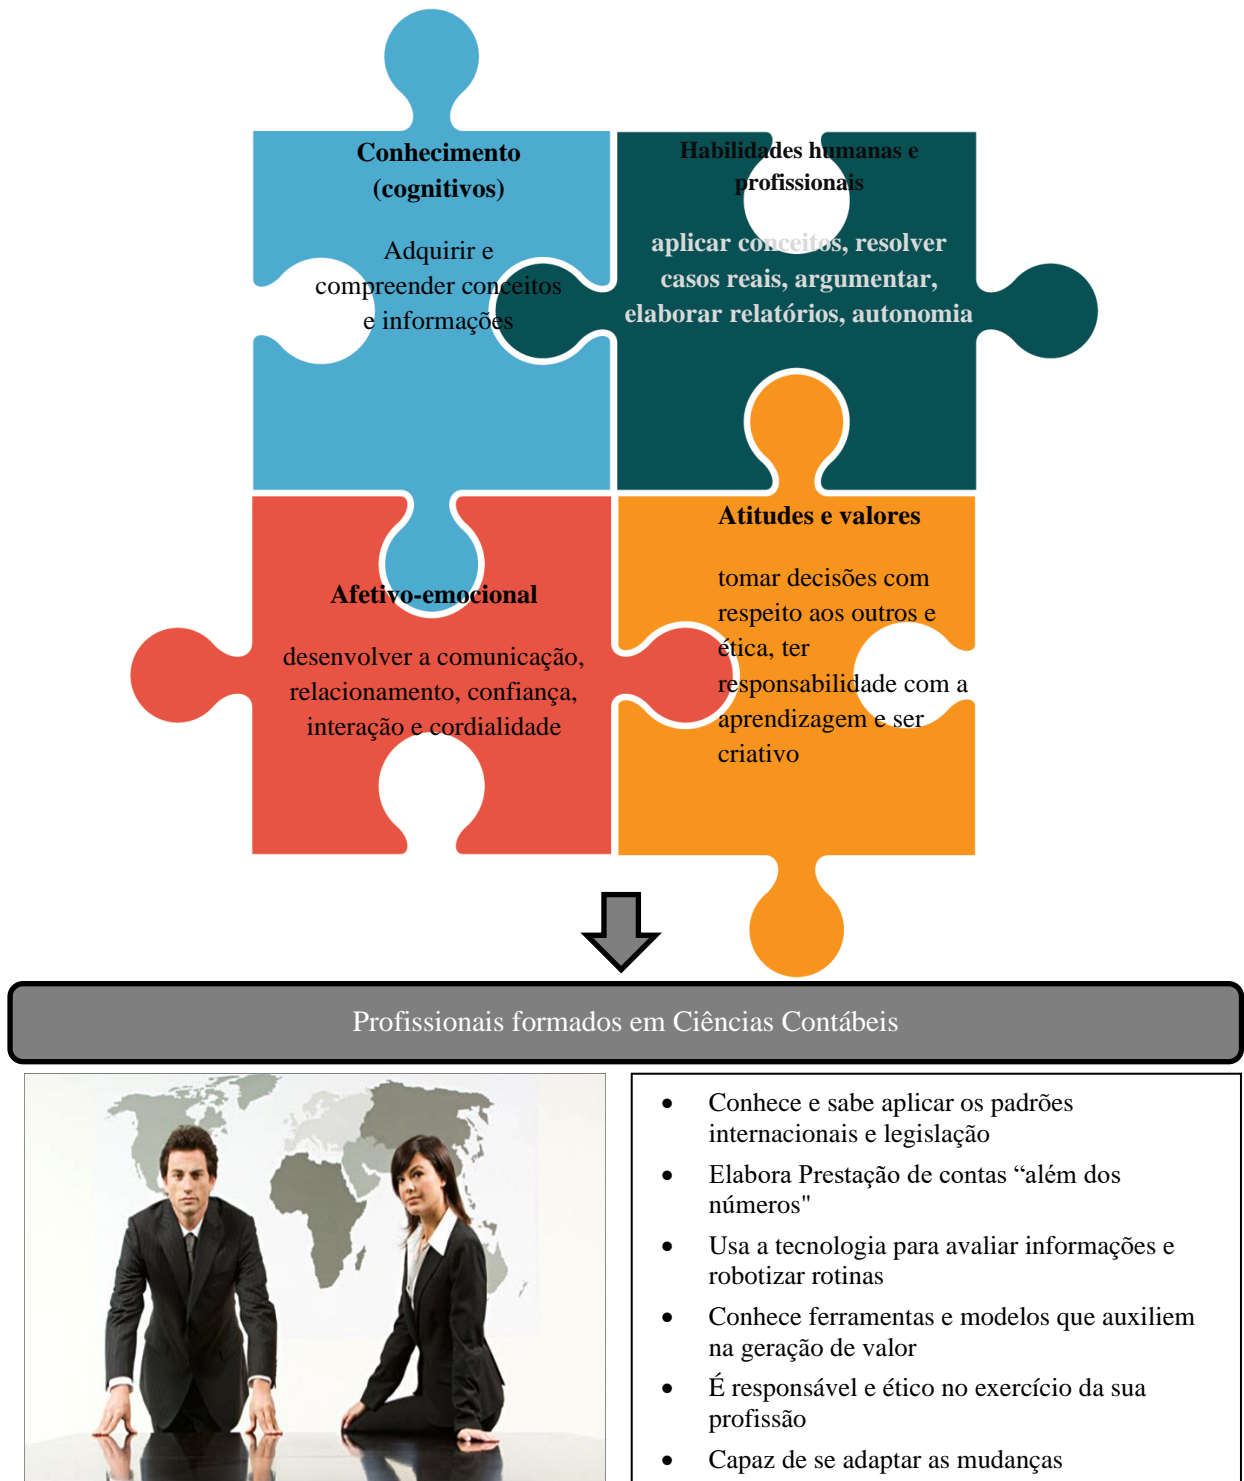 Conhecimento
(cognitivos)
Adquirir e
compreender conceitos
e informações
Habilidades humanas e
profissionais
aplicar conceitos, resolver
casos reais, argumentar,
elaborar relatórios, autonomia
Afetivo-emocional
desenvolver a comunicação,
relacionamento, confiança,
interação e cordialidade
Atitudes e valores
tomar decisões com
respeito aos outros e
ética, ter
responsabilidade com a
aprendizagem e ser
criativo
Profissionais formados em Ciências Contábeis
• Conhece e sabe aplicar os padrões
internacionais e legislação
• Elabora Prestação de contas “além dos
números"
• Usa a tecnologia para avaliar informações e
robotizar rotinas
• Conhece ferramentas e modelos que auxiliem
na geração de valor
• É responsável e ético no exercício da sua
profissão
• Capaz de se adaptar as mudanças